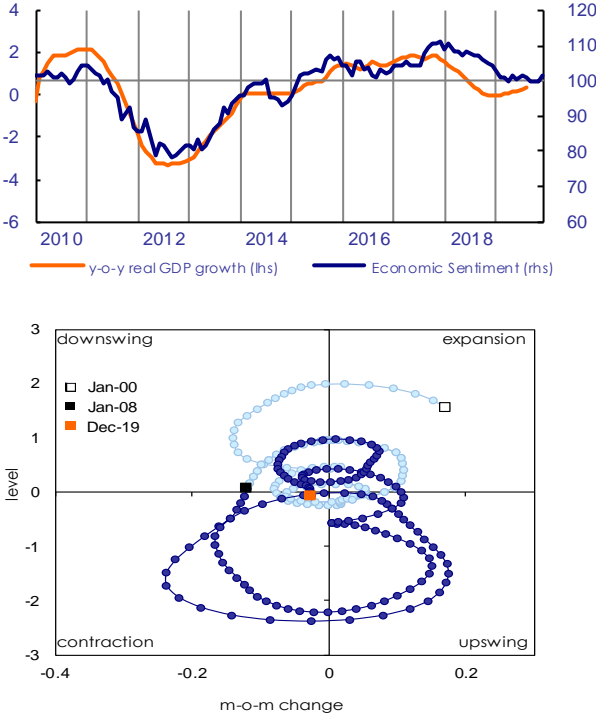 4 120
2 110
0 100
-2 90
-4 80
-6 70
60
2010 2012 2014 2016 2018
y-o-y real GDP growth (lhs) Economic Sentiment (rhs)
3
downswing expansion
2
Jan-00
Jan-08
Dec-19
1
level
0
-1
-2
contraction upswing
-3
-0.4 -0.2 0 0.2
m-o-m change